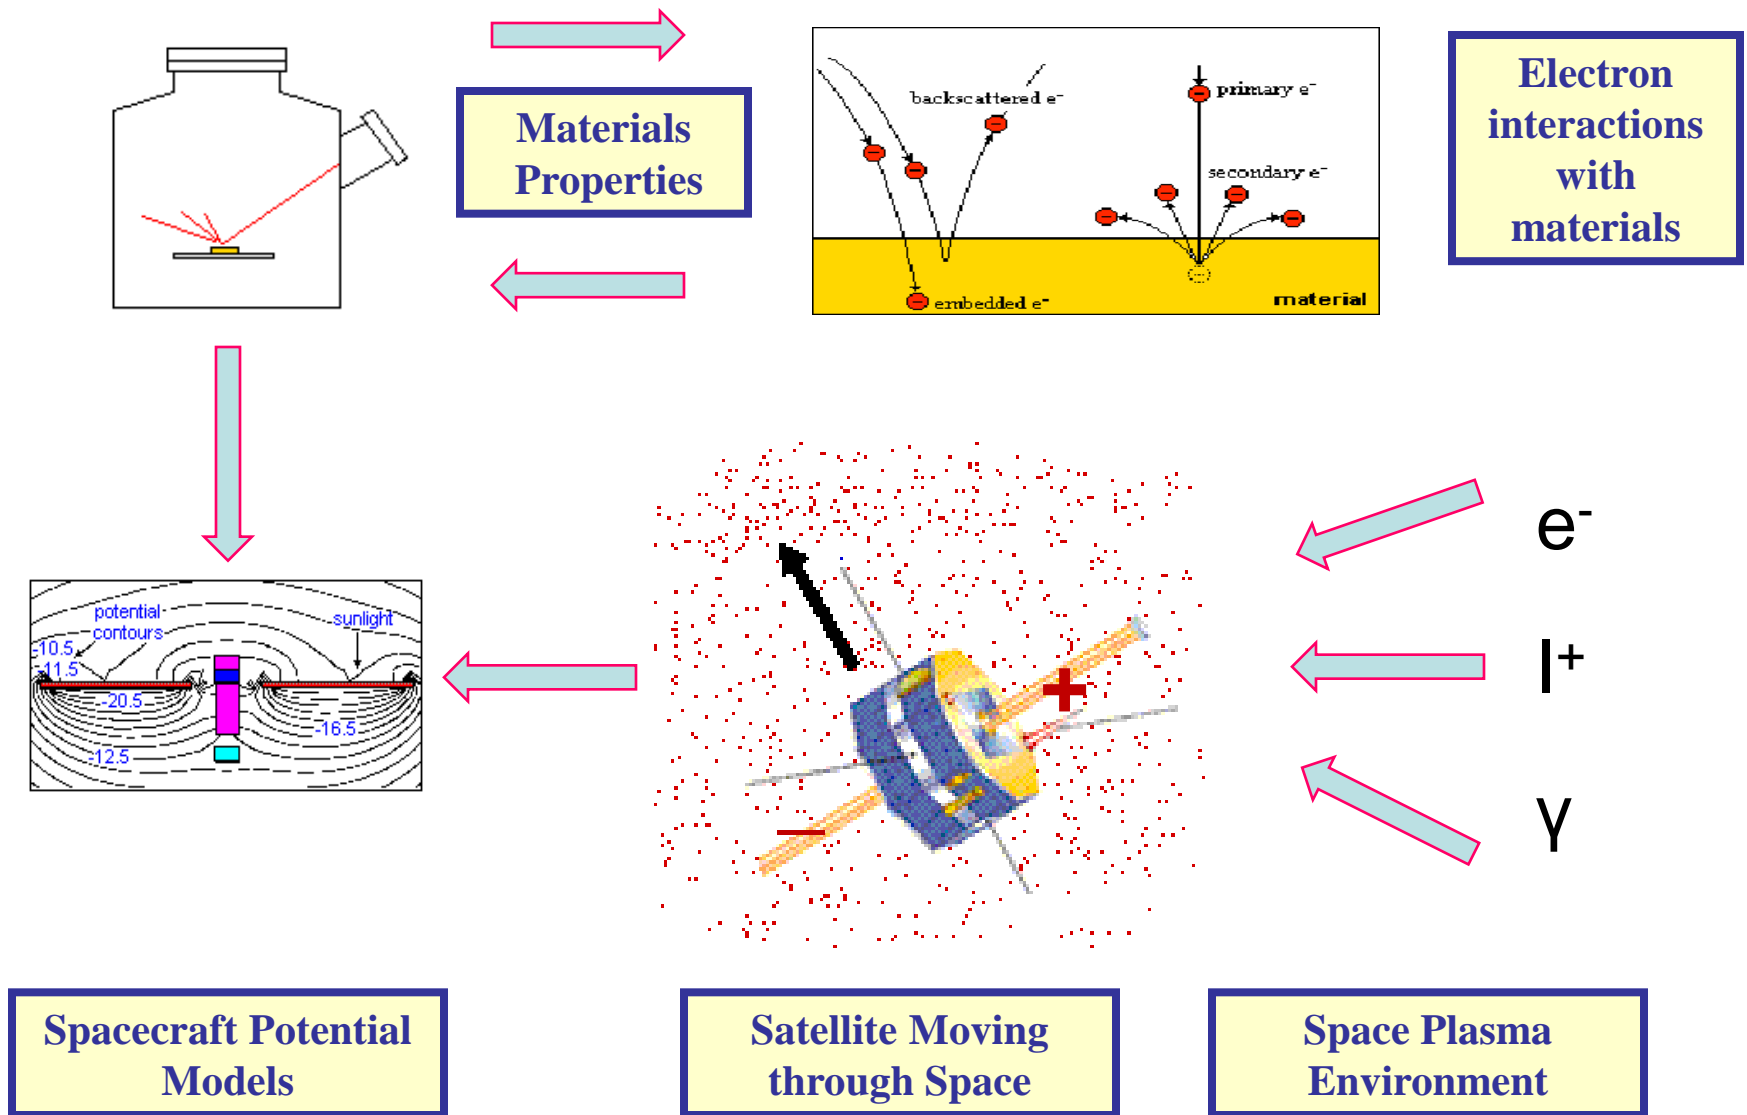 Materials
Properties
backscattered e⁻
primary e⁻
secondary e⁻
embedded e⁻
material
Electron
interactions
with
materials
potential
contours
sunlight
-10.5
-11.5
-20.5
-16.5
-12.5
+
−
e⁻
I⁺
γ
Spacecraft Potential
Models
Satellite Moving
through Space
Space Plasma
Environment